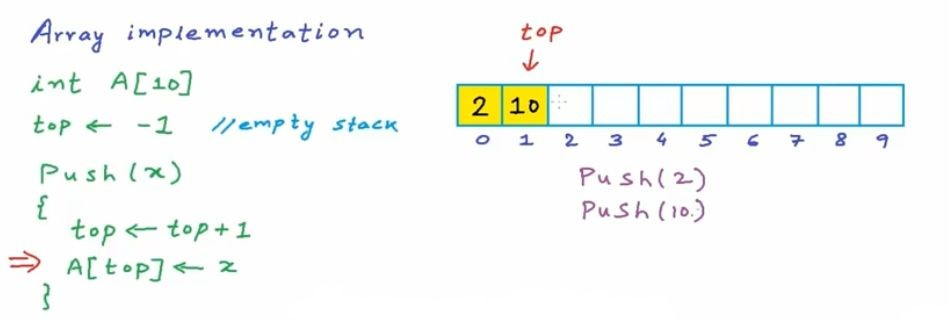 Array implementation
int A[10]
top ← -1 //empty stack
Push(x)
{
top ← top+1
⇒ A[top] ← x
}
top
↓
2 10
0 1 2 3 4 5 6 7 8 9
Push(2)
Push(10)